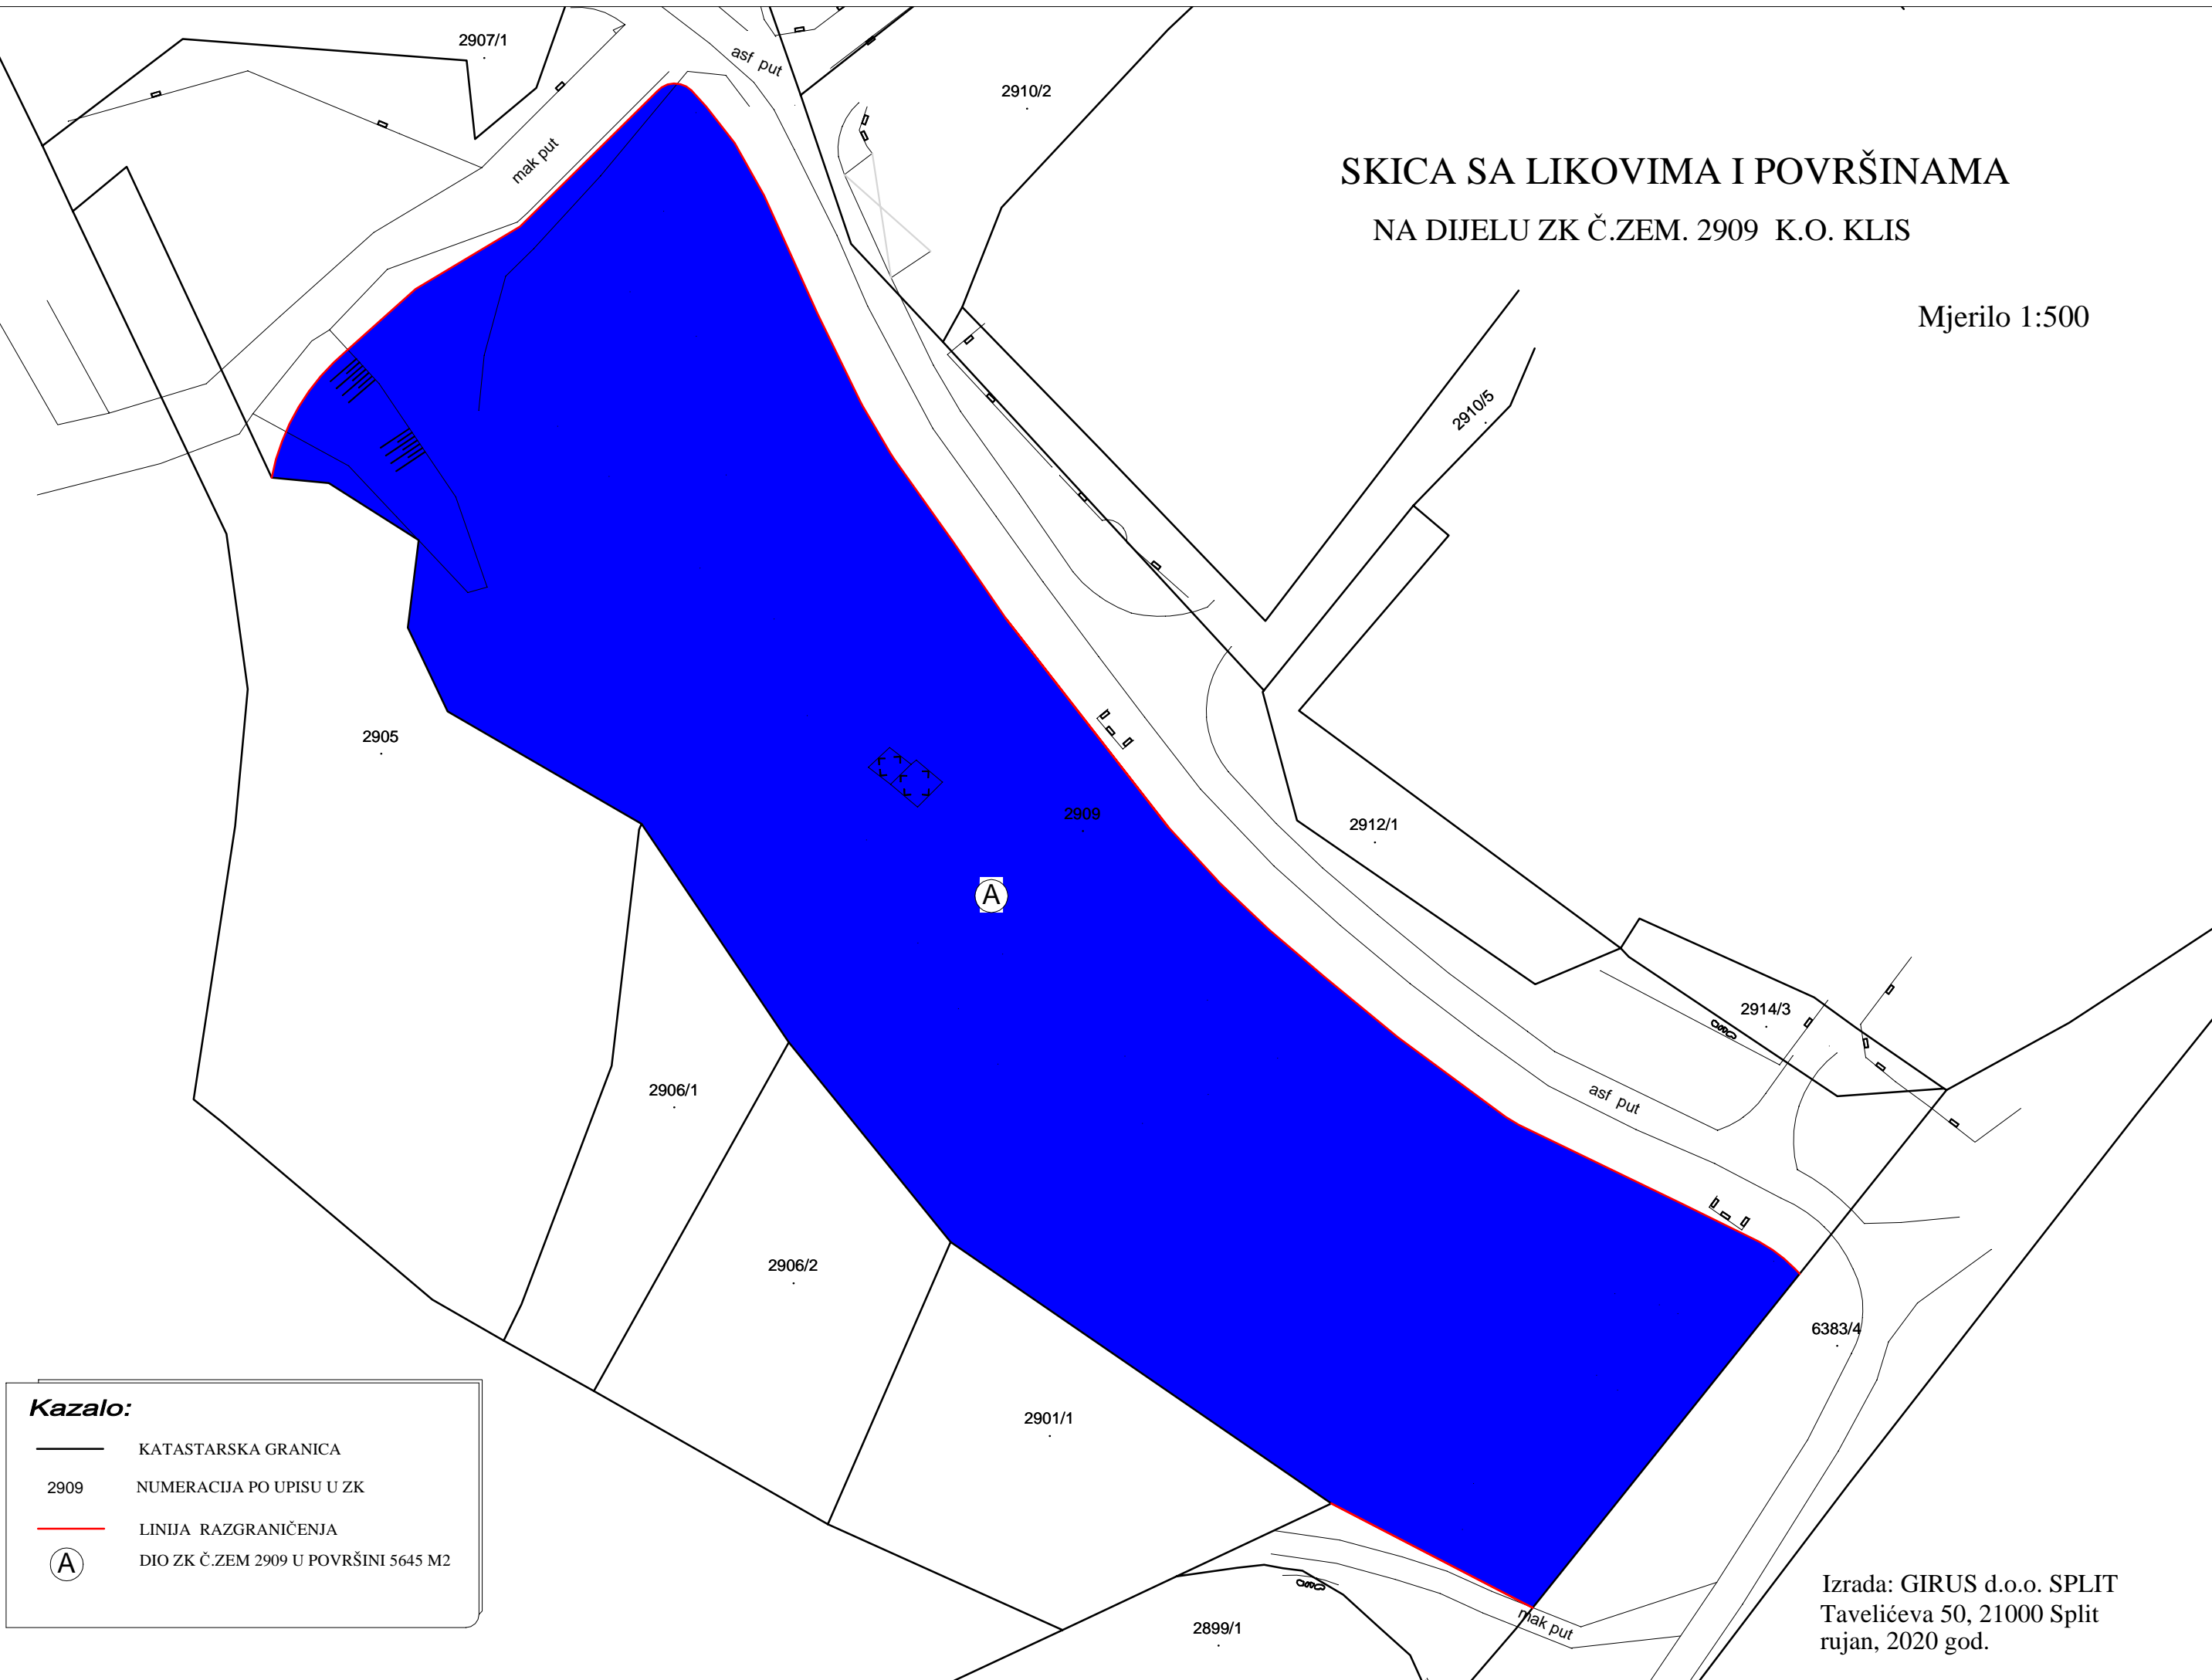 2907/1
asf put
2910/2
mak put
SKICA SA LIKOVIMA I POVRŠINAMA
NA DIJELU ZK Č.ZEM. 2909 K.O. KLIS
Mjerilo 1:500
2910/5
2905
2909
2912/1
A
2914/3
2906/1
asf put
2906/2
6383/4
2901/1
Kazalo:
KATASTARSKA GRANICA
2909 NUMERACIJA PO UPISU U ZK
LINIJA RAZGRANIČENJA
A DIO ZK Č.ZEM 2909 U POVRŠINI 5645 M2
2899/1
mak put
Izrada: GIRUS d.o.o. SPLIT
Tavelićeva 50, 21000 Split
rujan, 2020 god.